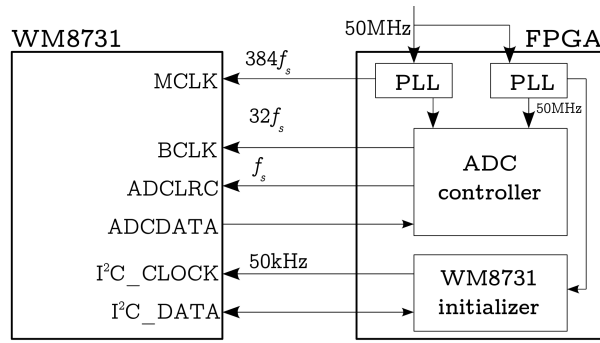 50MHz
WM8731
FPGA
384fₛ
MCLK
PLL
PLL
50MHz
32fₛ
BCLK
fₛ
ADCLRC
ADC
controller
ADCDATA
50kHz
I²C_CLOCK
WM8731
initializer
I²C_DATA